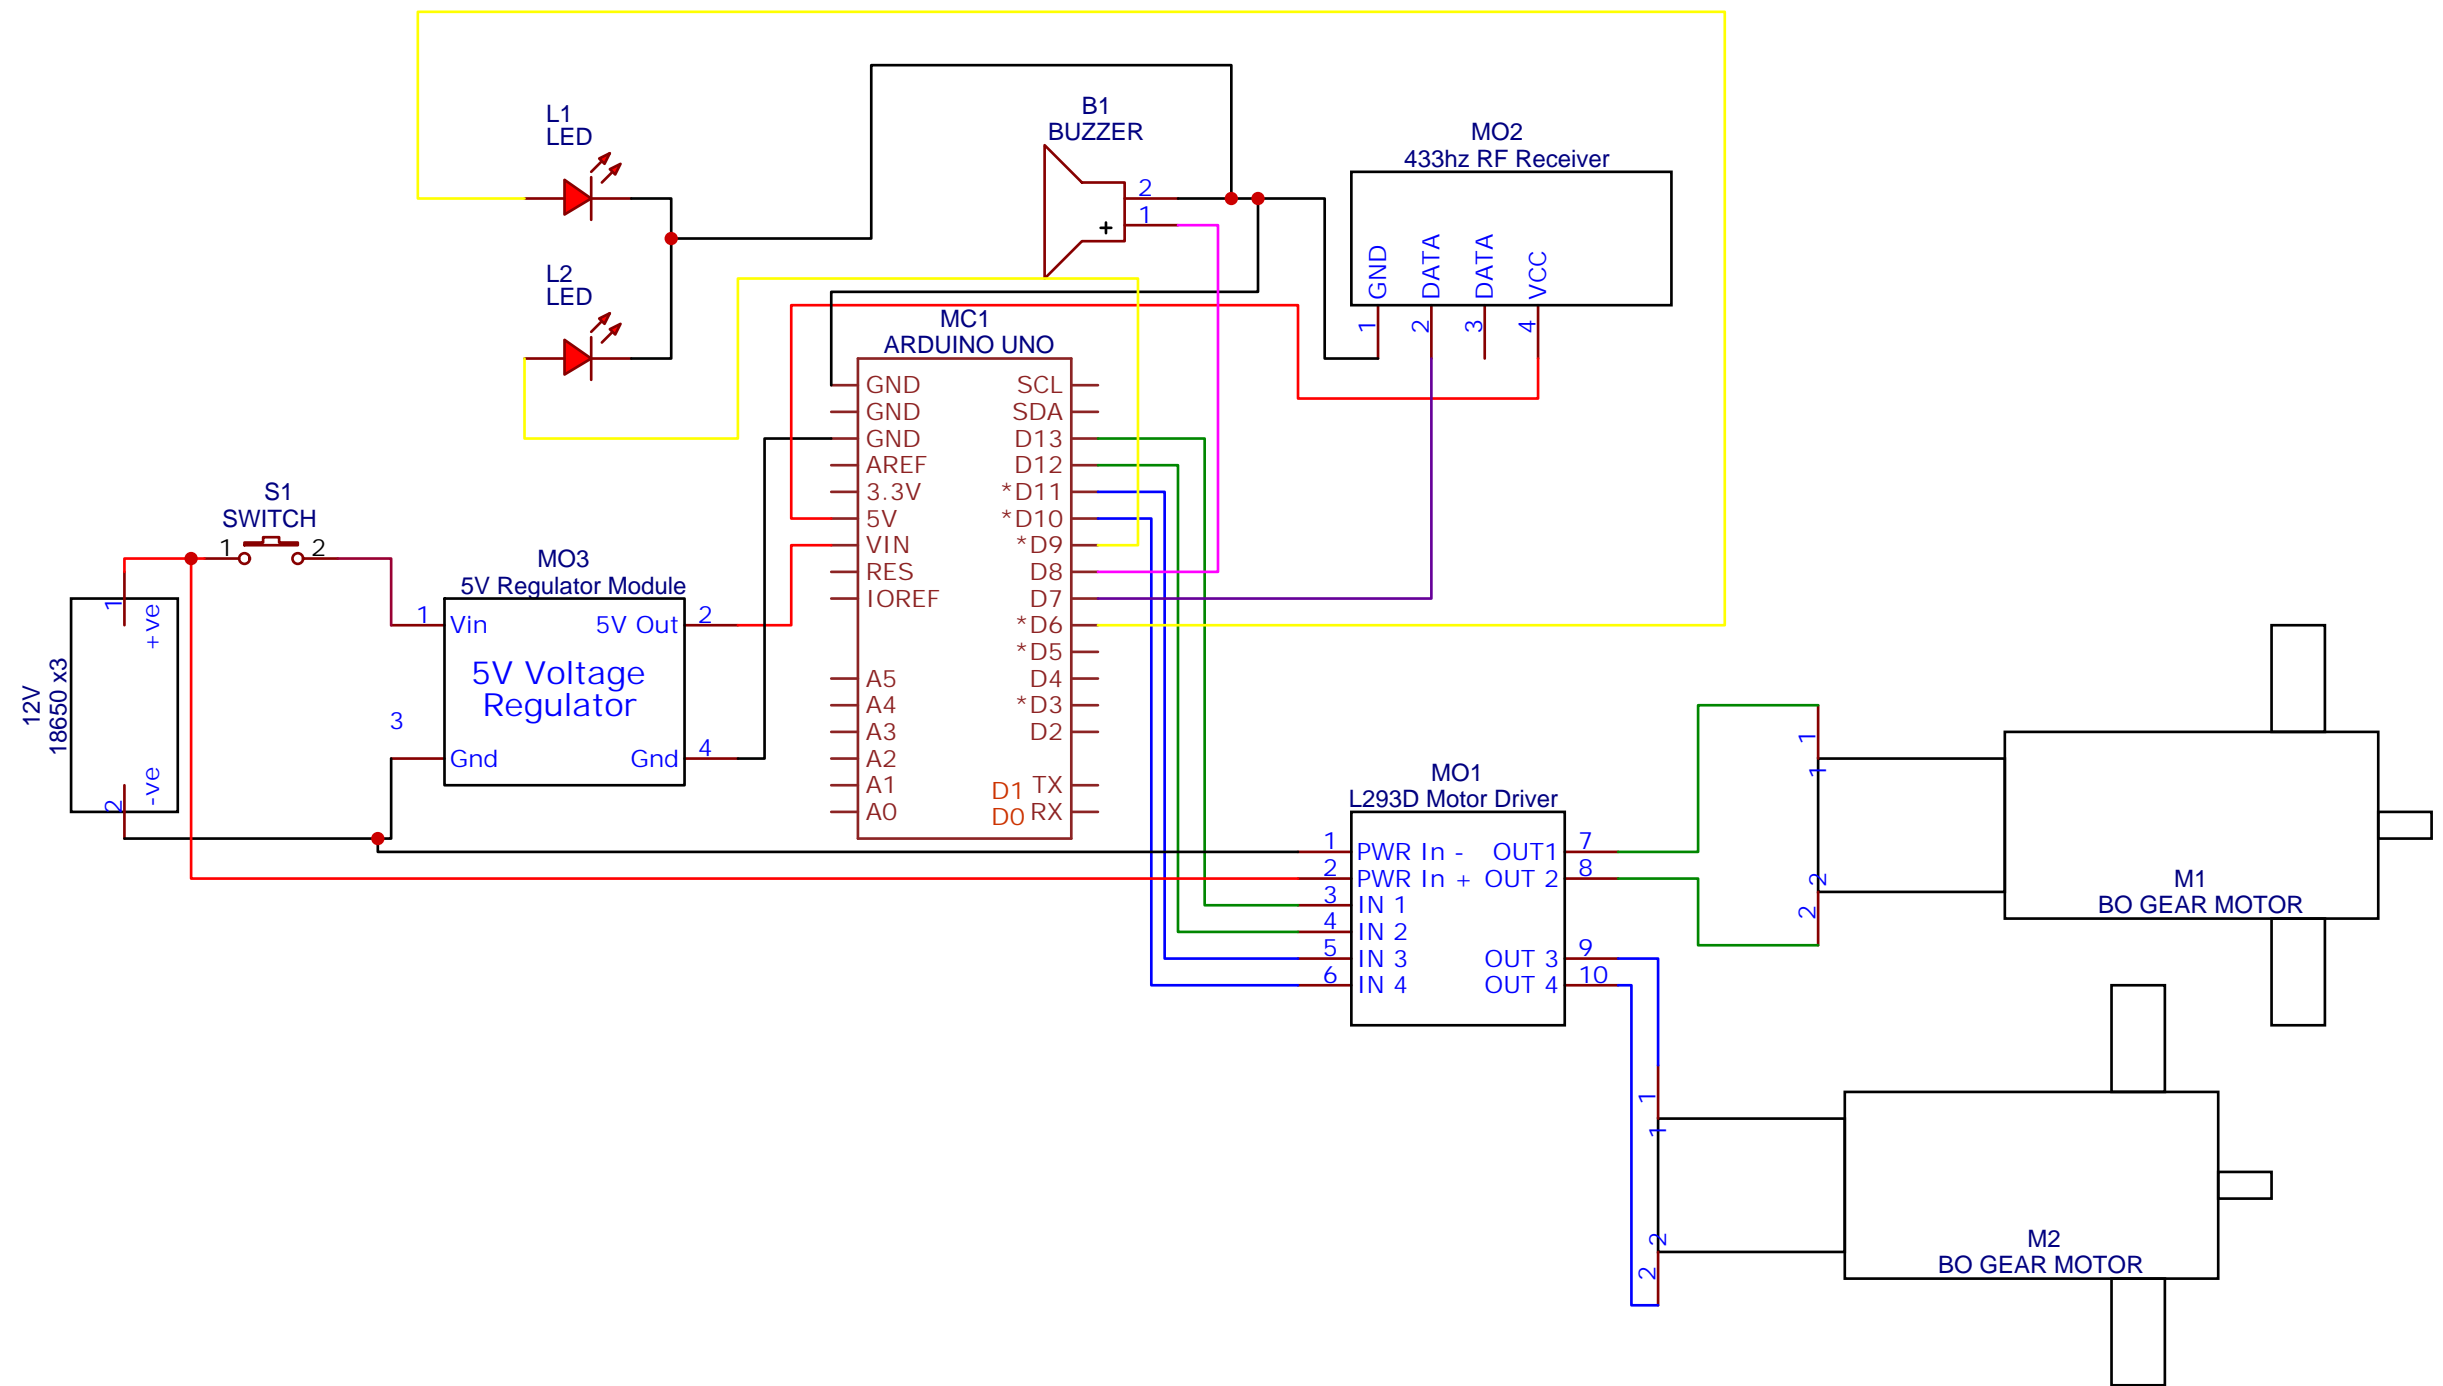 L1
LED
B1
BUZZER
2
1
+
MO2
433hz RF Receiver
GND
DATA
DATA
VCC
1
2
3
4
L2
LED
MC1
ARDUINO UNO
GND
GND
GND
AREF
3.3V
5V
VIN
RES
IOREF
A5
A4
A3
A2
A1
A0
SCL
SDA
D13
D12
*D11
*D10
*D9
D8
D7
*D6
*D5
D4
*D3
D2
D1 TX
D0 RX
S1
SWITCH
1
2
12V
18650 x3
1
+ve
2
-ve
MO3
5V Regulator Module
1
Vin
5V Out
2
5V Voltage
Regulator
3
Gnd
Gnd
4
MO1
L293D Motor Driver
1 PWR In - OUT1 7
2 PWR In + OUT 2 8
3 IN 1
4 IN 2
5 IN 3 OUT 3 9
6 IN 4 OUT 4 10
1
1
2
2
M1
BO GEAR MOTOR
1
1
2
2
M2
BO GEAR MOTOR